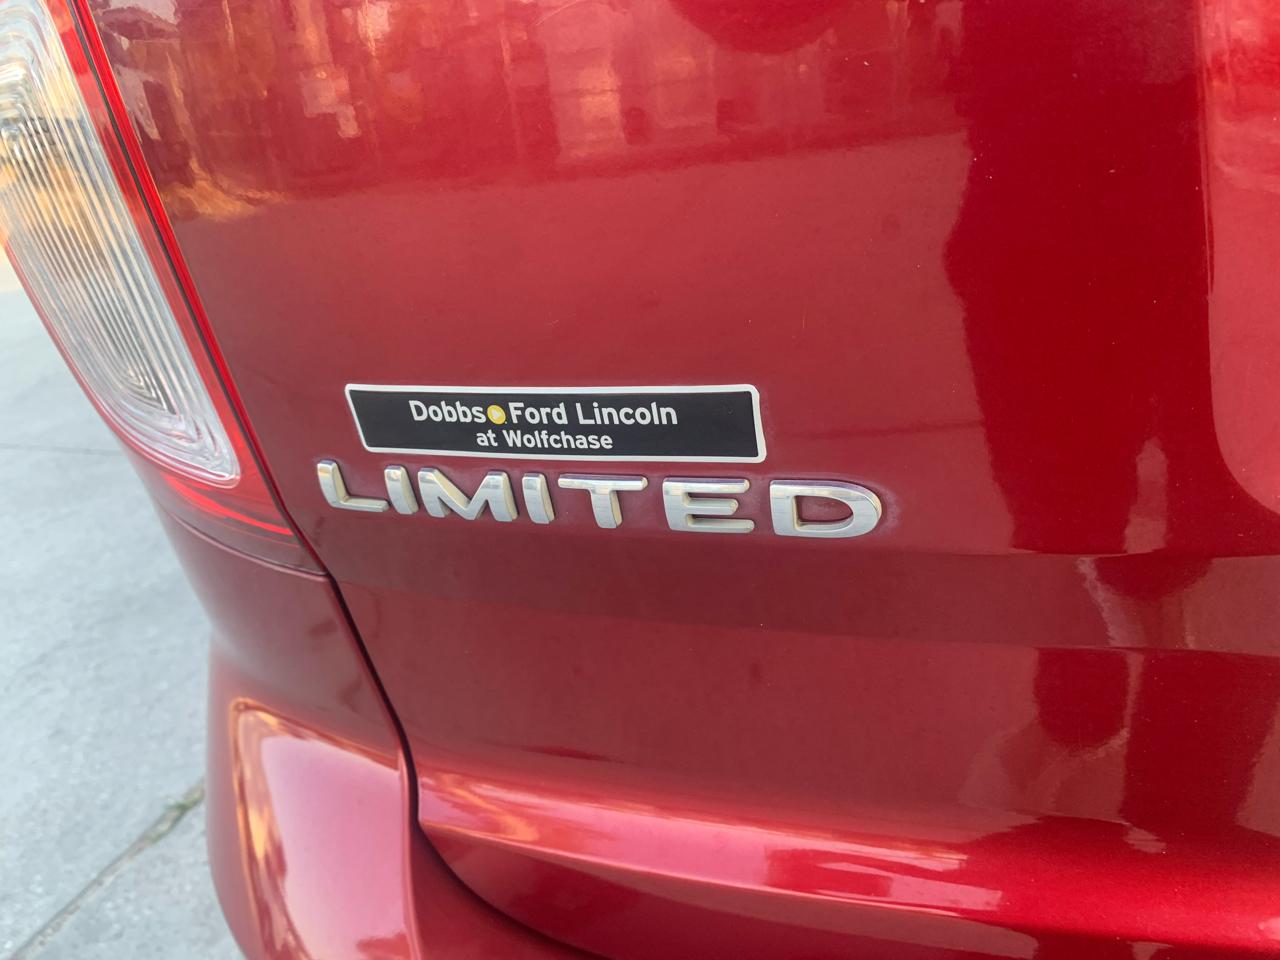 Dobbs Ford Lincoln
at Wolfchase
LIMITED